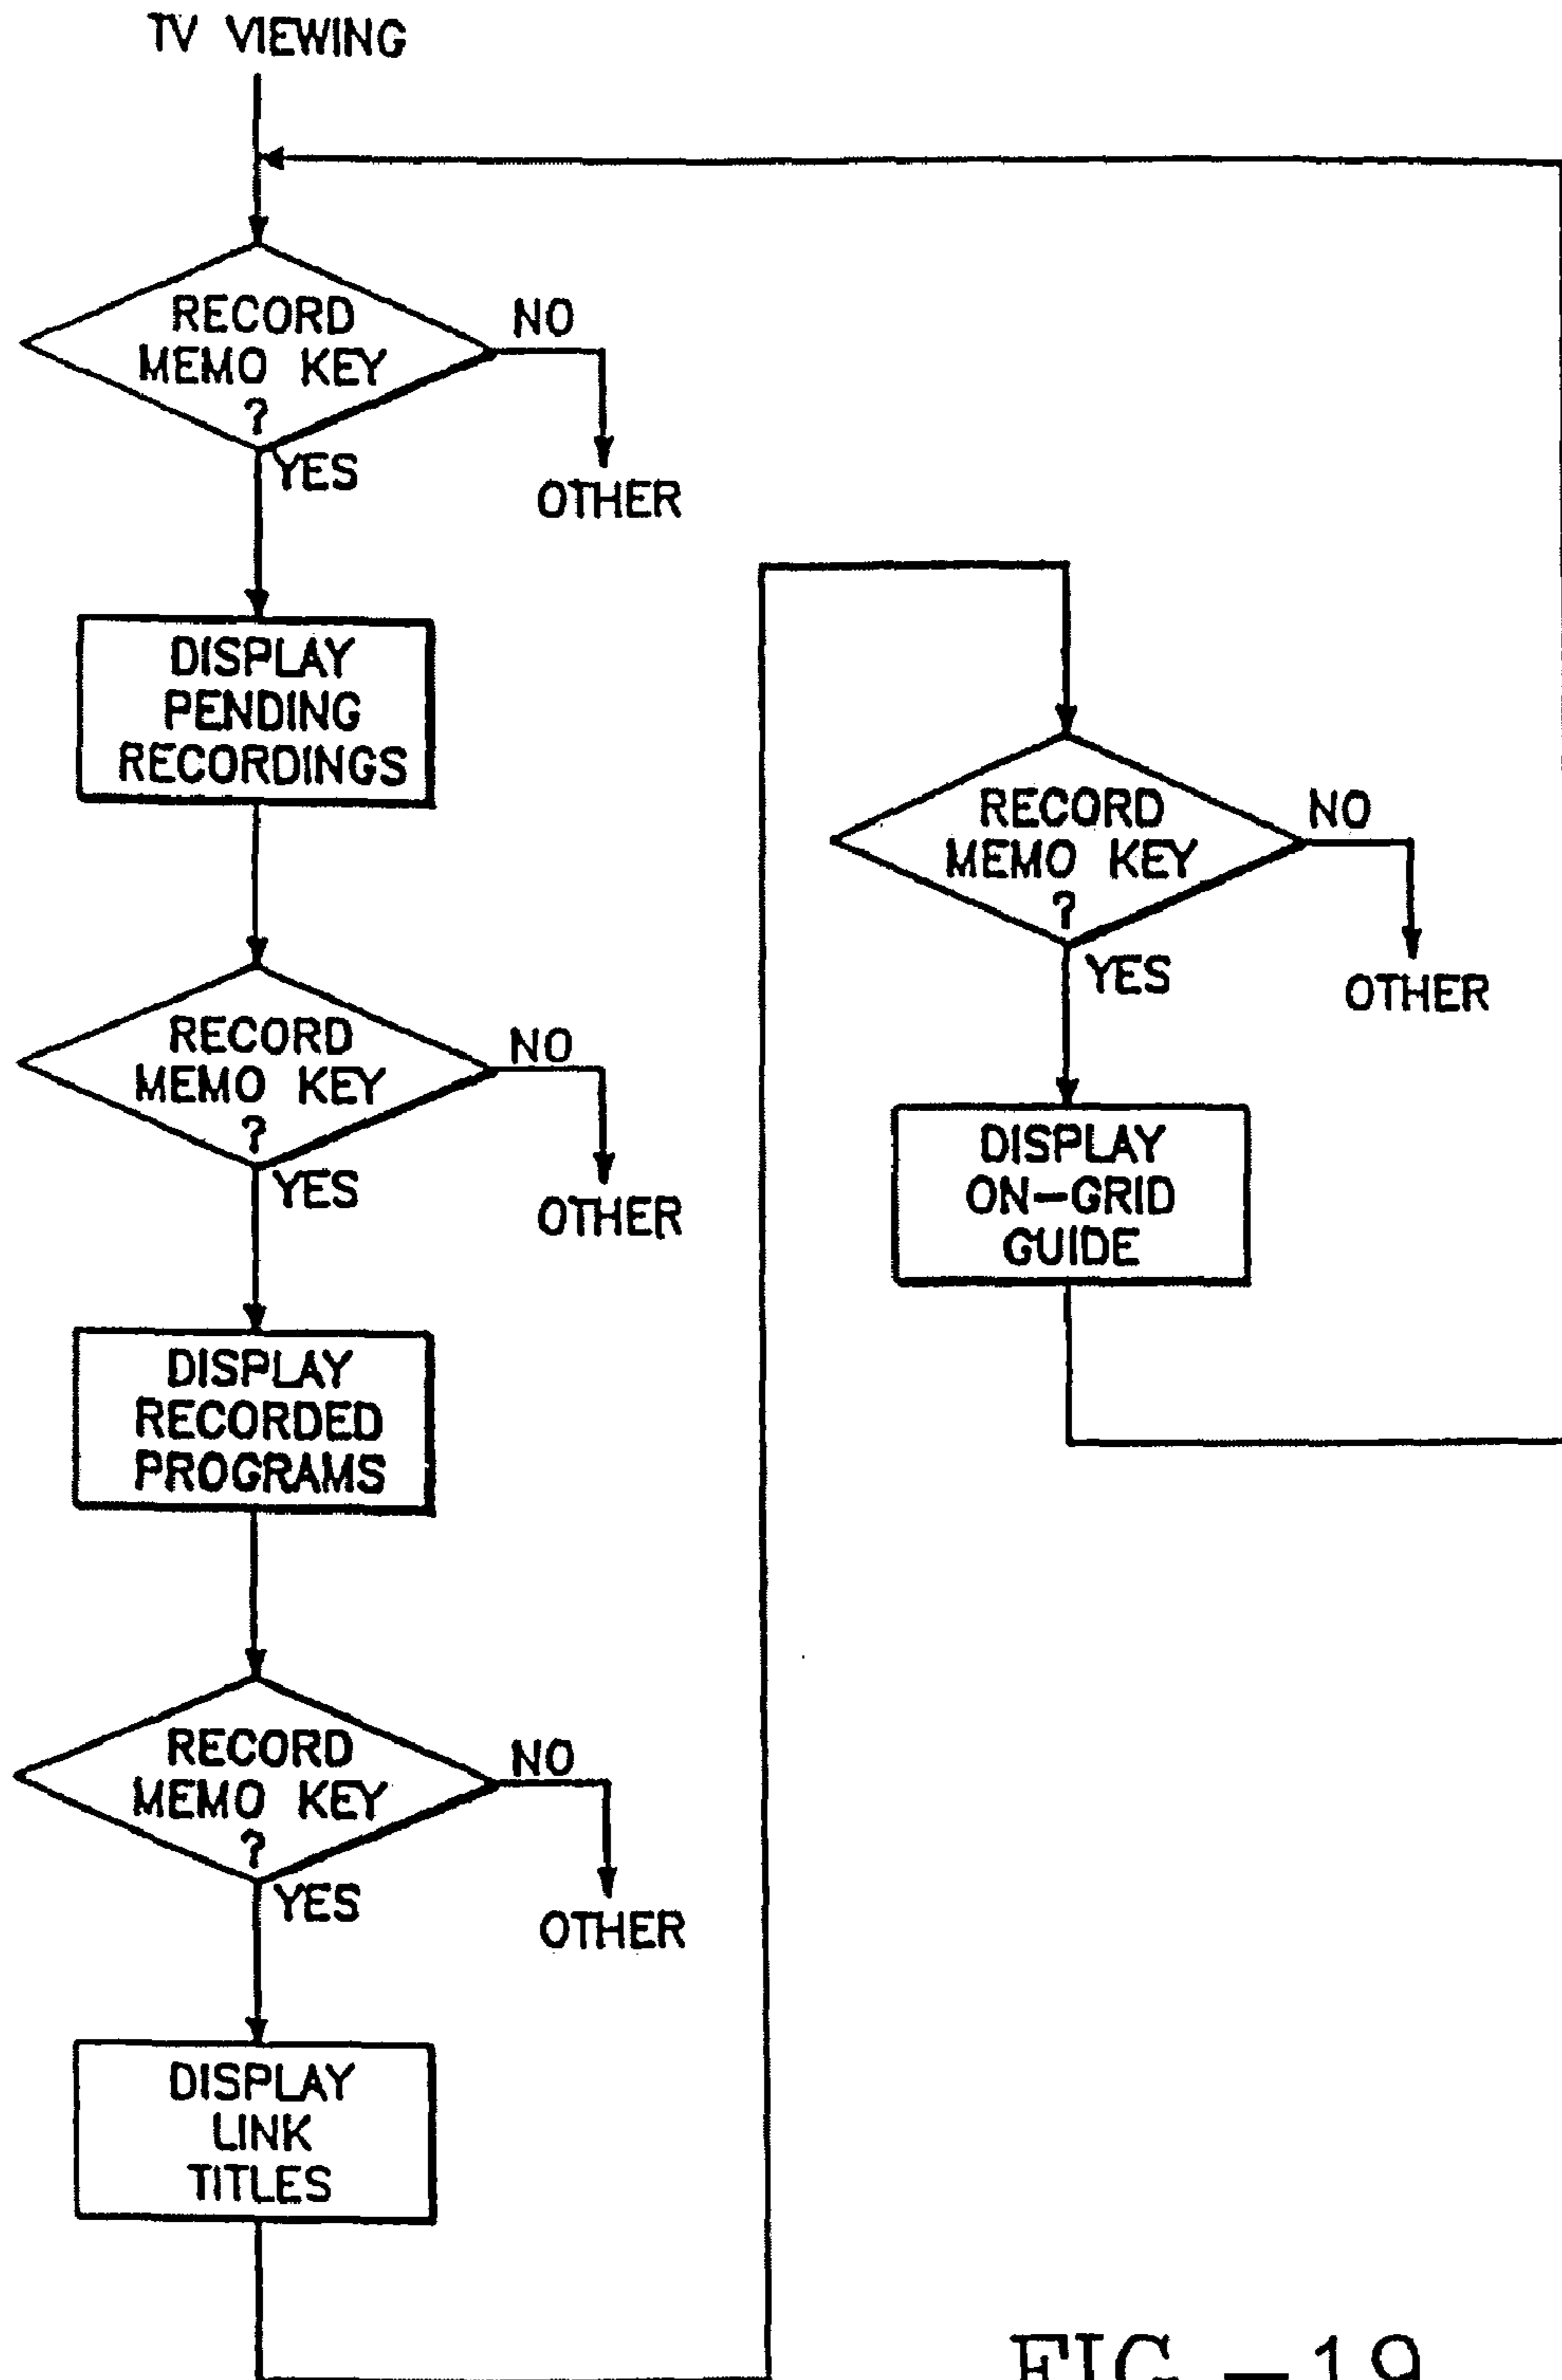 TV VIEWING
RECORD
MEMO KEY
?
NO
YES
OTHER
DISPLAY
PENDING
RECORDINGS
RECORD
MEMO KEY
?
NO
YES
OTHER
DISPLAY
RECORDED
PROGRAMS
RECORD
MEMO KEY
?
NO
YES
OTHER
DISPLAY
LINK
TITLES
RECORD
MEMO KEY
?
NO
YES
OTHER
DISPLAY
ON-GRID
GUIDE
FIG.-19